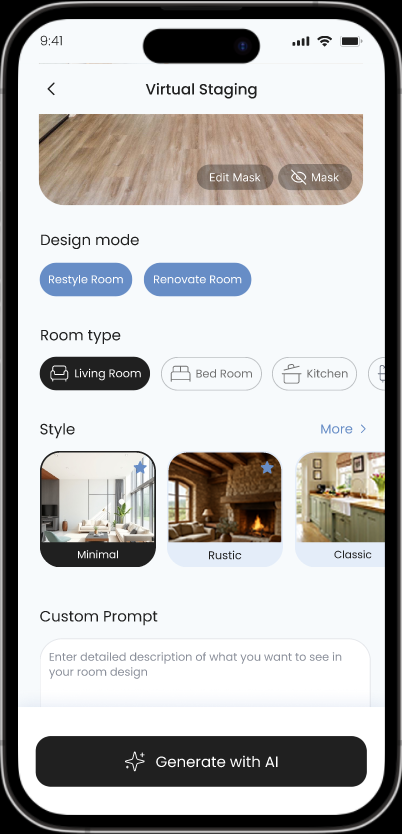 9:41
Virtual Staging
Edit Mask
Mask
Design mode
Restyle Room
Renovate Room
Room type
Living Room
Bed Room
Kitchen
Style
More
Minimal
Rustic
Classic
Custom Prompt
Enter detailed description of what you want to see in
your room design
Generate with AI